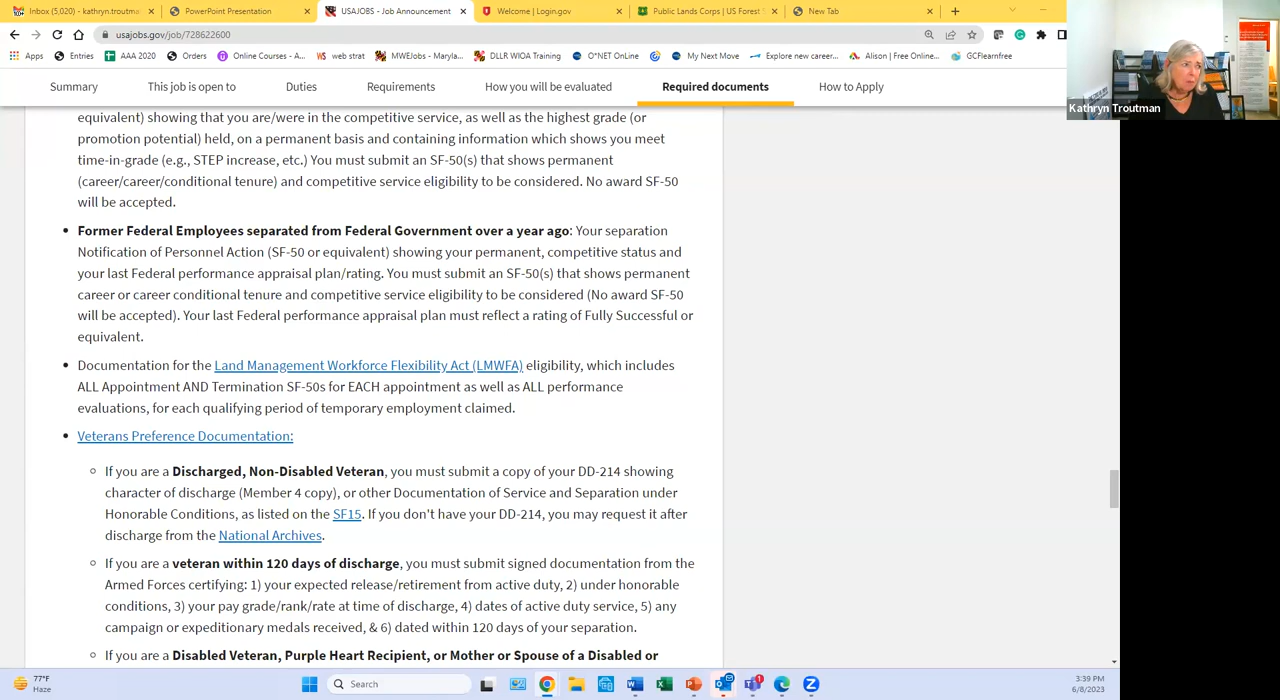 Inbox (5,020) - kathryn.troutma
PowerPoint Presentation
USAJOBS - Job Announcement
Welcome | Login.gov
Public Lands Corps | US Forest
New Tab
usajobs.gov/job/728622600
Apps
Entries
AAA 2020
Orders
Online Courses - A...
web strat
MWEJobs - Maryla...
DLLR WIOA Training
O*NET OnLine
My Next Move
Explore new career...
Alison | Free Online...
GCFlearnfree
Kathryn Troutman
Summary
This job is open to
Duties
Requirements
How you will be evaluated
Required documents
How to Apply
equivalent) showing that you are/were in the competitive service, as well as the highest grade (or
promotion potential) held, on a permanent basis and containing information which shows you meet
time-in-grade (e.g., STEP increase, etc.) You must submit an SF-50(s) that shows permanent
(career/career/conditional tenure) and competitive service eligibility to be considered. No award SF-50
will be accepted.
• Former Federal Employees separated from Federal Government over a year ago: Your separation
Notification of Personnel Action (SF-50 or equivalent) showing your permanent, competitive status and
your last Federal performance appraisal plan/rating. You must submit an SF-50(s) that shows permanent
career or career conditional tenure and competitive service eligibility to be considered (No award SF-50
will be accepted). Your last Federal performance appraisal plan must reflect a rating of Fully Successful or
equivalent.
• Documentation for the Land Management Workforce Flexibility Act (LMWFA) eligibility, which includes
ALL Appointment AND Termination SF-50s for EACH appointment as well as ALL performance
evaluations, for each qualifying period of temporary employment claimed.
• Veterans Preference Documentation:
○ If you are a Discharged, Non-Disabled Veteran, you must submit a copy of your DD-214 showing
character of discharge (Member 4 copy), or other Documentation of Service and Separation under
Honorable Conditions, as listed on the SF15. If you don't have your DD-214, you may request it after
discharge from the National Archives.
○ If you are a veteran within 120 days of discharge, you must submit signed documentation from the
Armed Forces certifying: 1) your expected release/retirement from active duty, 2) under honorable
conditions, 3) your pay grade/rank/rate at time of discharge, 4) dates of active duty service, 5) any
campaign or expeditionary medals received, & 6) dated within 120 days of your separation.
○ If you are a Disabled Veteran, Purple Heart Recipient, or Mother or Spouse of a Disabled or
77°F
Haze
Search
3:39 PM
6/8/2023